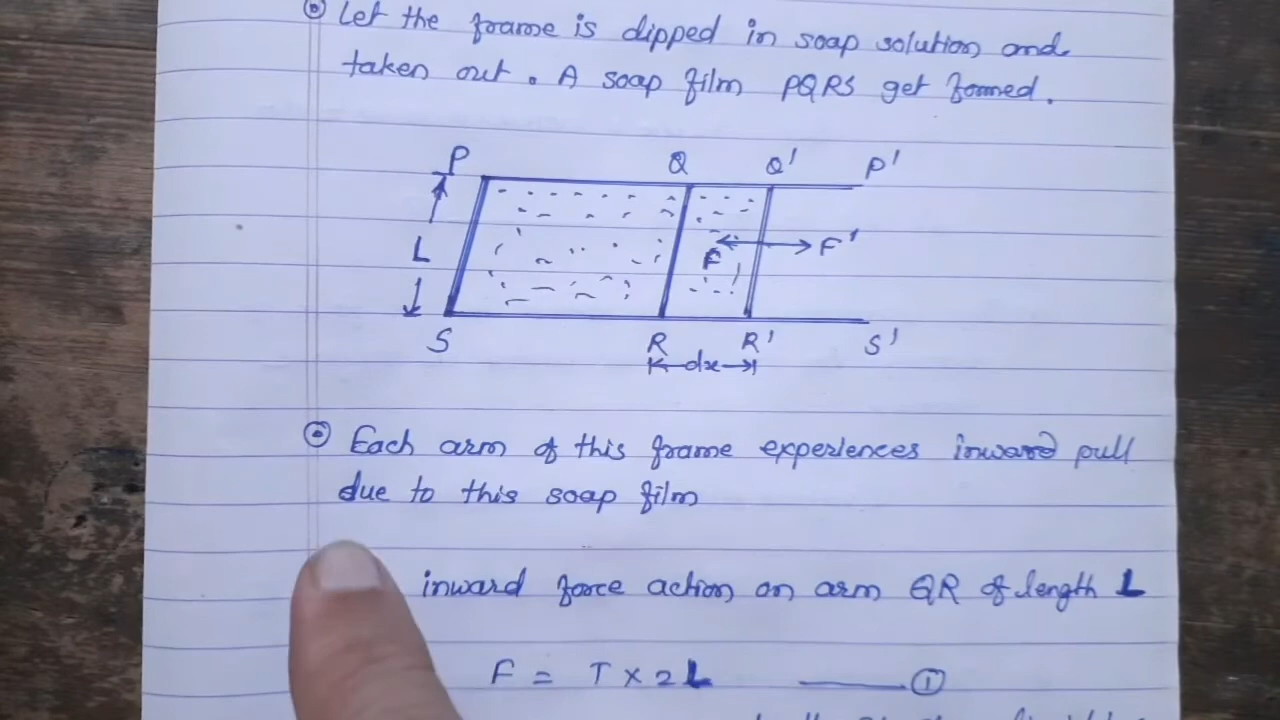 Let the frame is dipped in soap solution and
taken out. A soap film PQRS get formed.
P Q Q' P'
L F F'
S R R' S'
dx
Each arm of this frame experiences inward pull
due to this soap film
inward force action on arm QR of length L
F = T × 2L ①